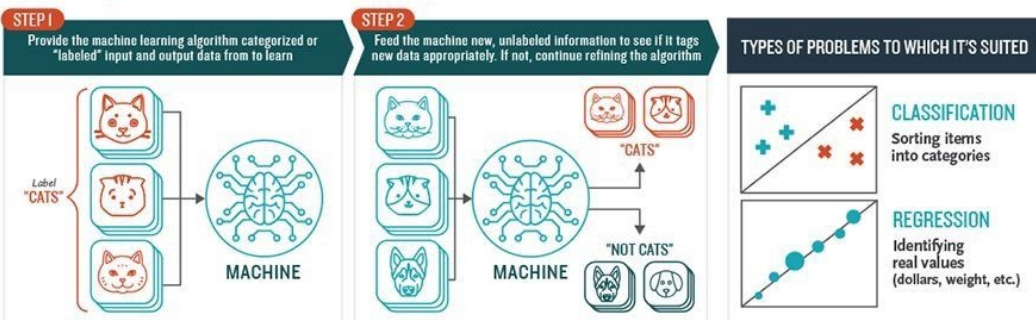 STEP 1
Provide the machine learning algorithm categorized or
"labeled" input and output data from to learn
Label
"CATS"
MACHINE
STEP 2
Feed the machine new, unlabeled information to see if it tags
new data appropriately. If not, continue refining the algorithm
"CATS"
"NOT CATS"
MACHINE
TYPES OF PROBLEMS TO WHICH IT'S SUITED
CLASSIFICATION
Sorting items
into categories
REGRESSION
Identifying
real values
(dollars, weight, etc.)